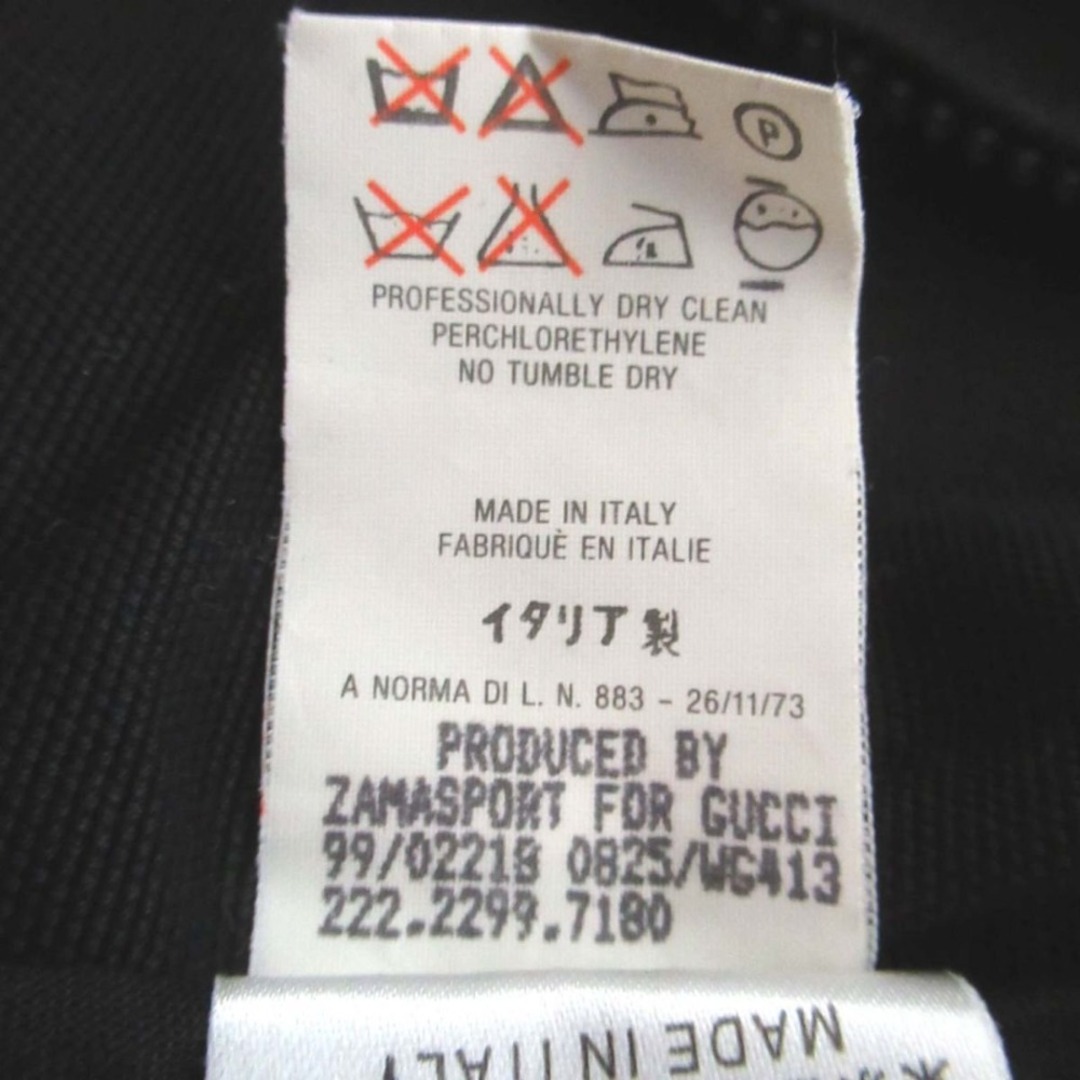 P
PROFESSIONALLY DRY CLEAN
PERCHLORETHYLENE
NO TUMBLE DRY
MADE IN ITALY
FABRIQUÈ EN ITALIE
イタリア製
A NORMA DI L. N. 883 - 26/11/73
PRODUCED BY
ZAMASPORT FOR GUCCI
99/02218 0825/WG413
222.2299.7180
MADE IN ITALY